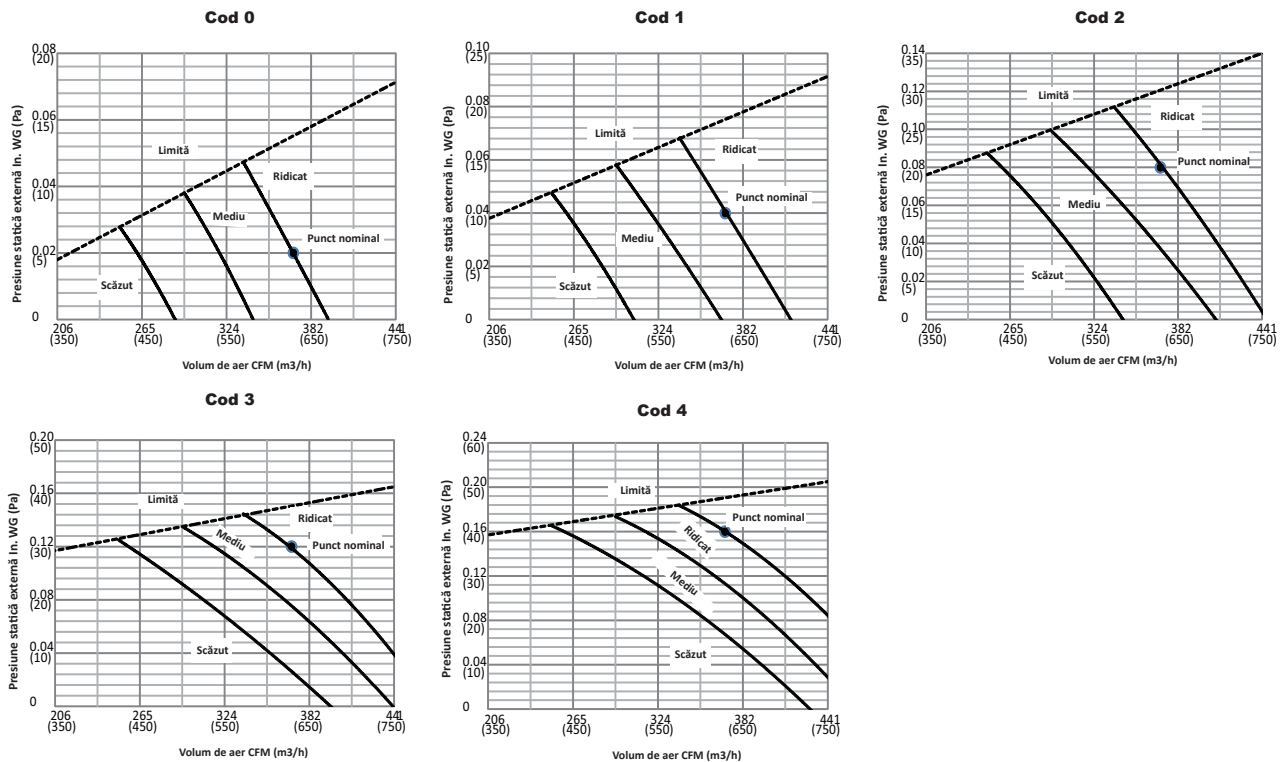 Cod 0
Presiune statică externă In. WG (Pa)
0.08
(20)
0.06
(15)
0.04
(10)
0.02
(5)
0
Limită
Ridicat
Mediu
Punct nominal
Scăzut
206 265 324 382 441
(350) (450) (550) (650) (750)
Volum de aer CFM (m3/h)
Cod 1
Presiune statică externă In. WG (Pa)
0.10
(25)
0.08
(20)
0.06
(15)
0.04
(10)
0.02
(5)
0
Limită
Ridicat
Punct nominal
Mediu
Scăzut
206 265 324 382 441
(350) (450) (550) (650) (750)
Volum de aer CFM (m3/h)
Cod 2
Presiune statică externă In. WG (Pa)
0.14
(35)
0.12
(30)
0.10
(25)
0.08
(20)
0.06
(15)
0.04
(10)
0.02
(5)
0
Limită
Ridicat
Punct nominal
Mediu
Scăzut
206 265 324 382 441
(350) (450) (550) (650) (750)
Volum de aer CFM (m3/h)
Cod 3
Presiune statică externă In. WG (Pa)
0.20
(50)
0.16
(40)
0.12
(30)
0.08
(20)
0.04
(10)
0
Limită
Ridicat
Mediu
Punct nominal
Scăzut
206 265 324 382 441
(350) (450) (550) (650) (750)
Volum de aer CFM (m3/h)
Cod 4
Presiune statică externă In. WG (Pa)
0.24
(60)
0.20
(50)
0.16
(40)
0.12
(30)
0.08
(20)
0.04
(10)
0
Limită
Punct nominal
Ridicat
Mediu
Scăzut
206 265 324 382 441
(350) (450) (550) (650) (750)
Volum de aer CFM (m3/h)